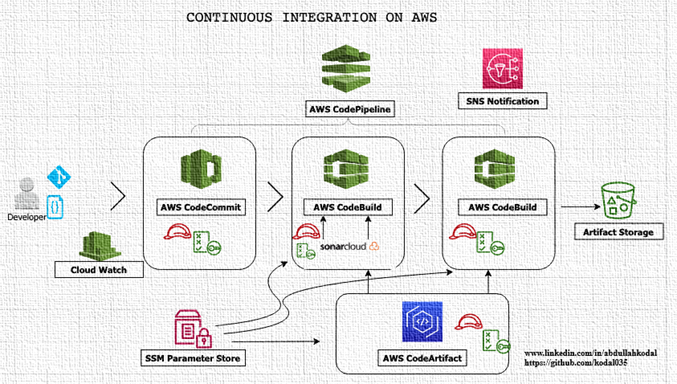 CONTINUOUS INTEGRATION ON AWS
AWS CodePipeline
SNS Notification
Developer
AWS CodeCommit
AWS CodeBuild
sonarcloud
AWS CodeBuild
Artifact Storage
Cloud Watch
SSM Parameter Store
AWS CodeArtifact
www.linkedin.com/in/abdullahkodal
https://github.com/kodal035